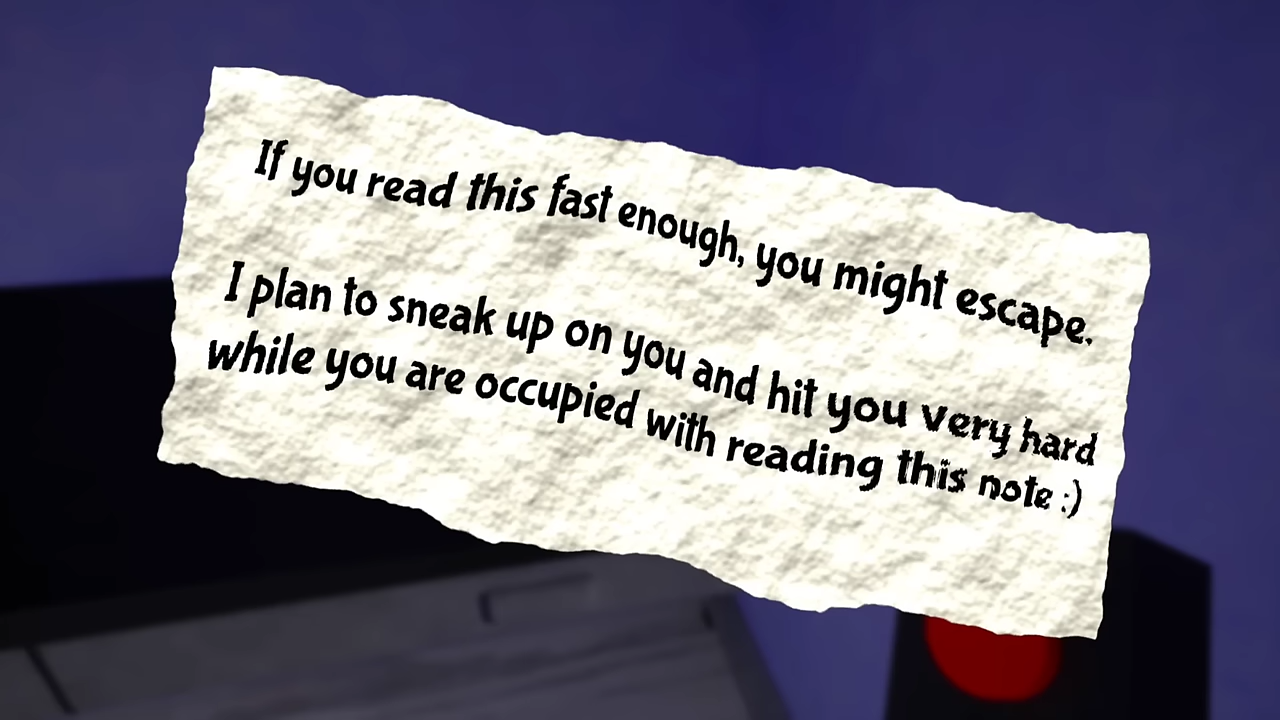 If you read this fast enough, you might escape.
I plan to sneak up on you and hit you very hard
while you are occupied with reading this note :)